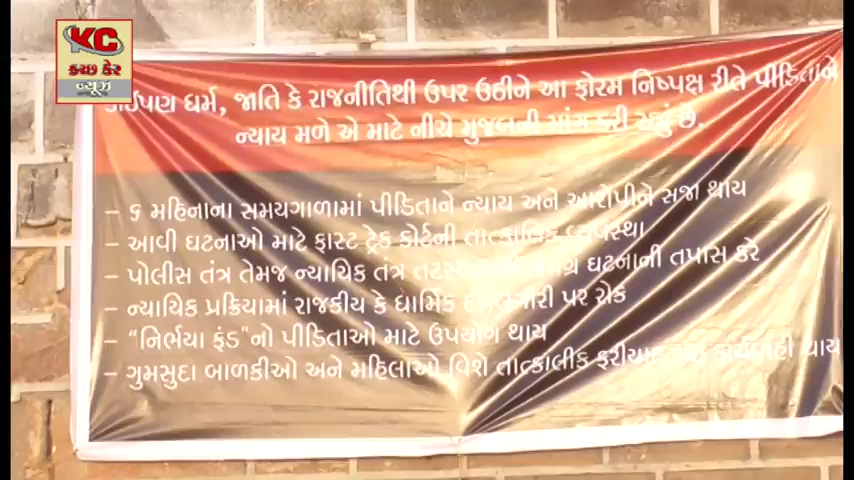 KC
કચ્છ કેર
ન્યૂઝ
કોઈપણ ધર્મ, જાતિ કે રાજનીતિથી ઉપર ઉઠીને આ ફોરમ નિષ્પક્ષ રીતે પીડિતાને
ન્યાય મળે એ માટે નીચે મુજબની માંગ કરી રહ્યું છે.
– ૬ મહિનાના સમયગાળામાં પીડિતાને ન્યાય અને આરોપીને સજા થાય
– આવી ઘટનાઓ માટે ફાસ્ટ ટ્રેક કોર્ટની તાત્કાલિક વ્યવસ્થા
– પોલીસ તંત્ર તેમજ ન્યાયિક તંત્ર ઘટનાની તપાસ કરે
– ન્યાયિક પ્રક્રિયામાં રાજકીય કે ધાર્મિક પર રોક
– “નિર્ભયા ફંડ"નો પીડિતાઓ માટે ઉપયોગ થાય
– ગુમસુદા બાળકીઓ અને મહિલાઓ વિશે તાત્કાલીક ફરીયાદ થાય